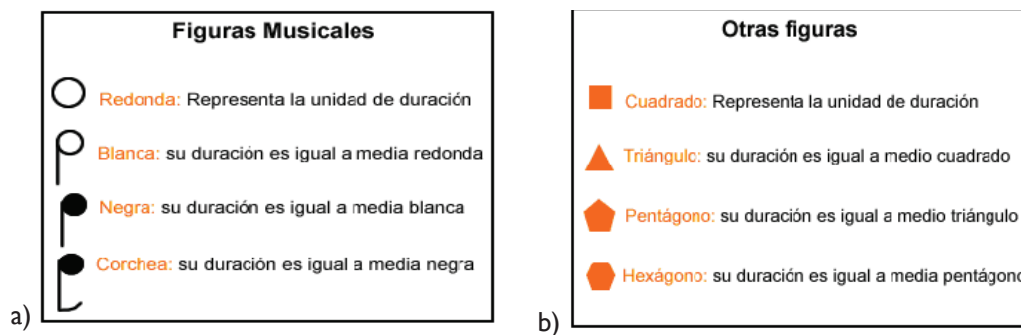 Figuras Musicales
Redonda: Representa la unidad de duración
Blanca: su duración es igual a media redonda
Negra: su duración es igual a media blanca
Corchea: su duración es igual a media negra
a)
Otras figuras
Cuadrado: Representa la unidad de duración
Triángulo: su duración es igual a medio cuadrado
Pentágono: su duración es igual a medio triángulo
Hexágono: su duración es igual a media pentágono
b)